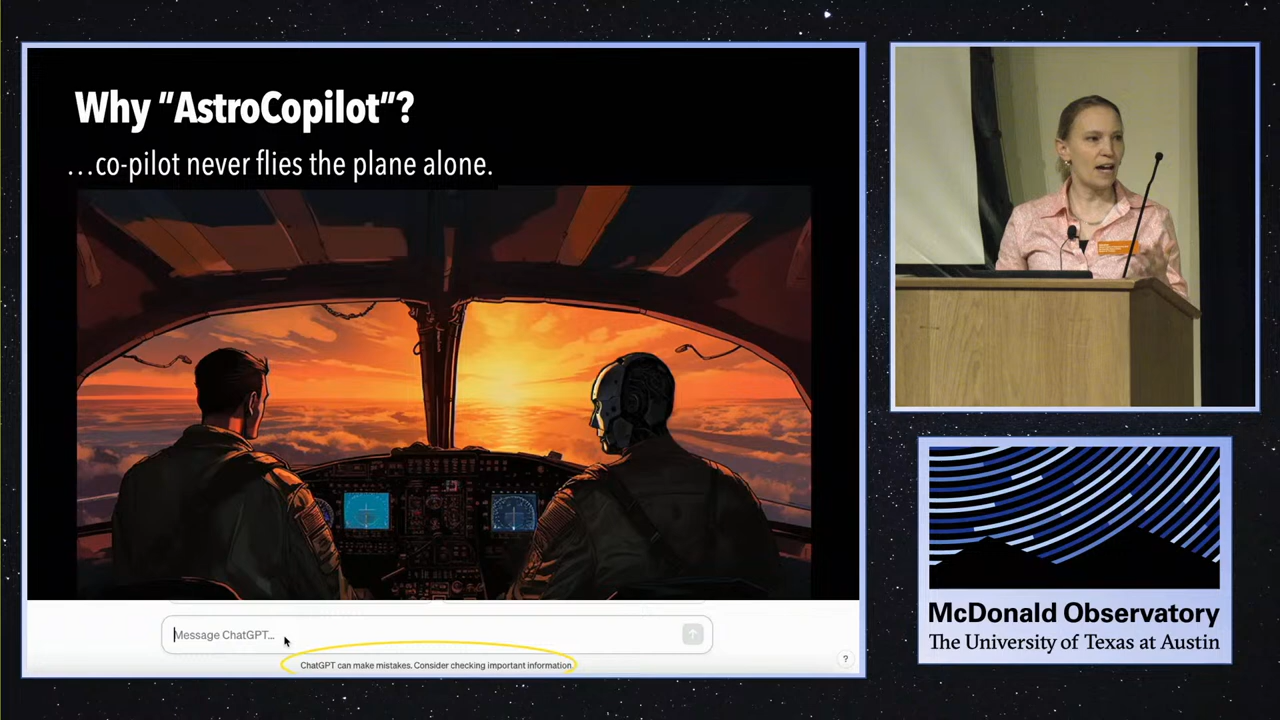 Why "AstroCopilot"?
...co-pilot never flies the plane alone.
Message ChatGPT...
ChatGPT can make mistakes. Consider checking important information.
?
McDonald Observatory
The University of Texas at Austin